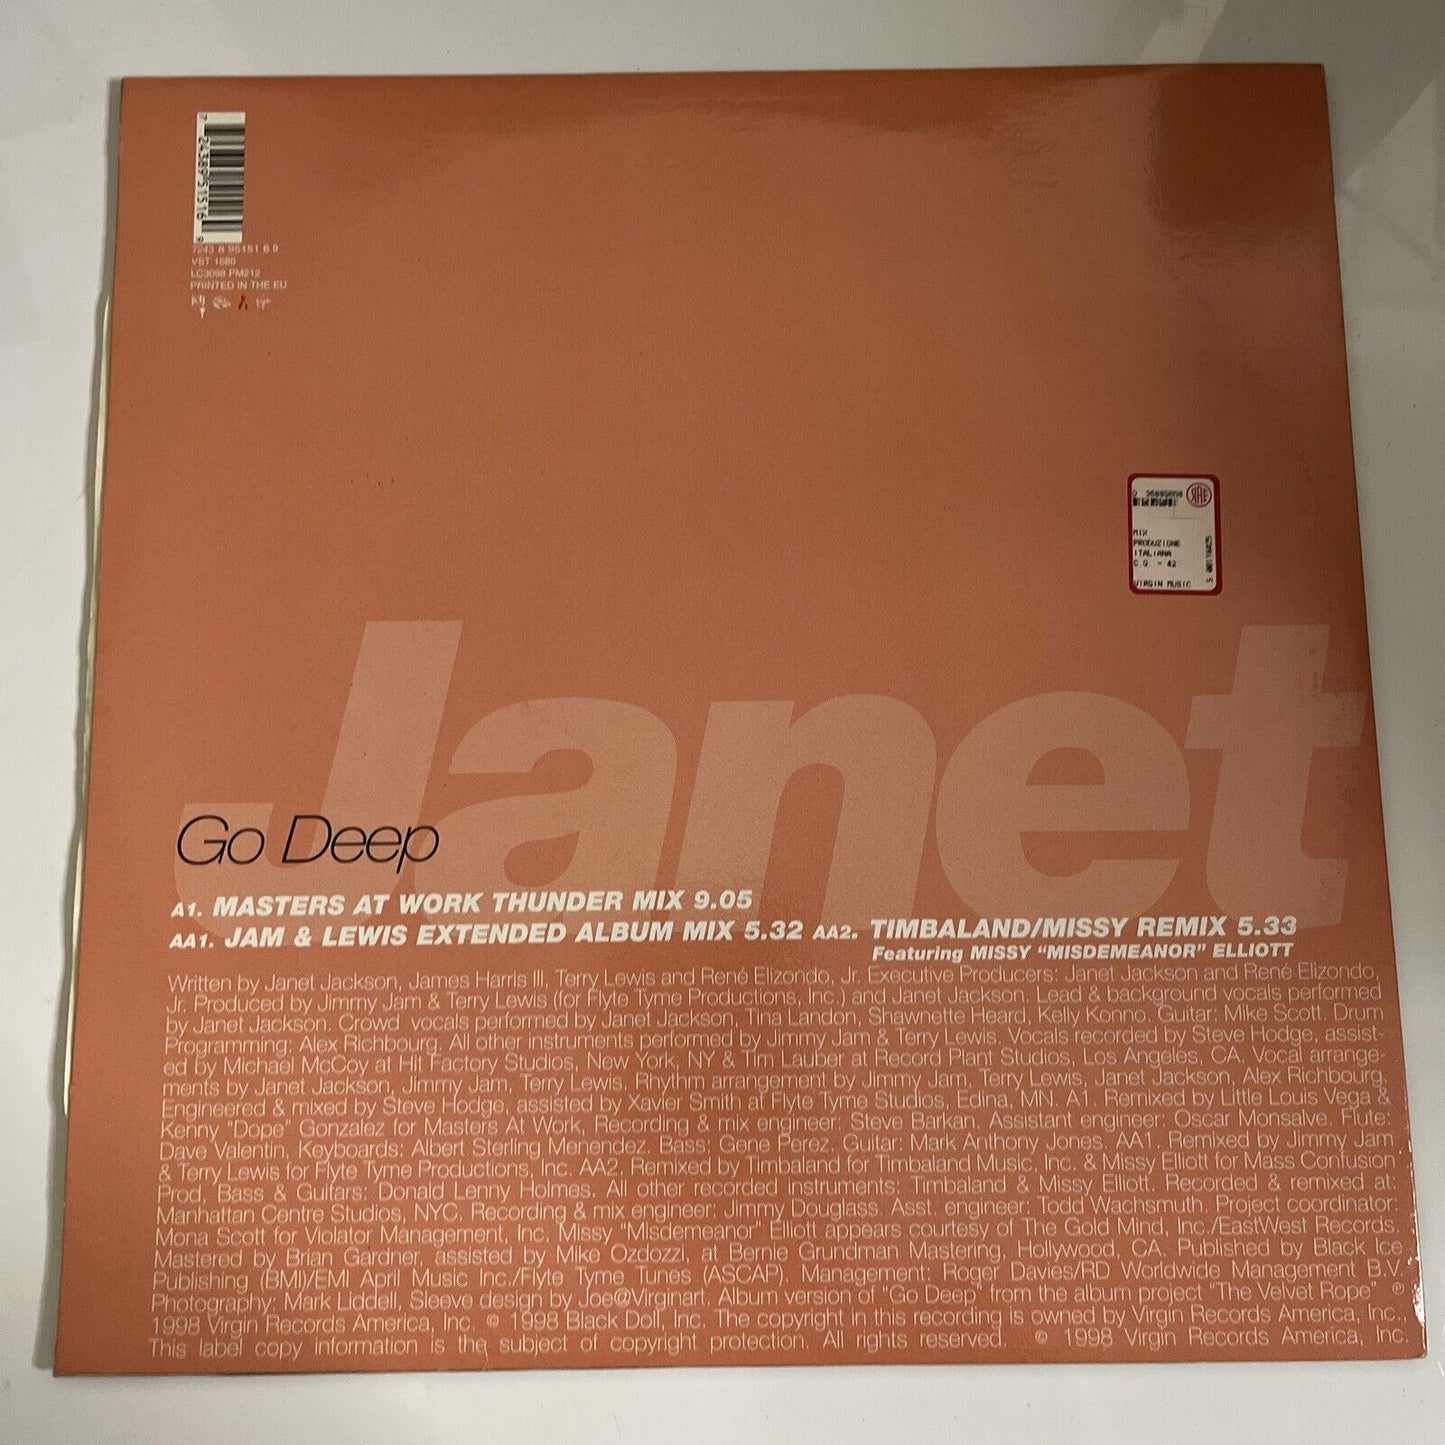 7 24389 51516 9
7243 8 95151 6 9
VST 1680
LC3098 PM212
PRINTED IN THE EU
MIX
PRODUZIONE
ITALIANA
C.S. - 42
VIRGIN MUSIC
Janet
Go Deep
A1. MASTERS AT WORK THUNDER MIX 9.05
AA1. JAM & LEWIS EXTENDED ALBUM MIX 5.32 AA2. TIMBALAND/MISSY REMIX 5.33
Featuring MISSY “MISDEMEANOR” ELLIOTT
Written by Janet Jackson, James Harris III, Terry Lewis and René Elizondo, Jr. Executive Producers: Janet Jackson and René Elizondo,
Jr. Produced by Jimmy Jam & Terry Lewis (for Flyte Tyme Productions, Inc.) and Janet Jackson. Lead & background vocals performed
by Janet Jackson. Crowd vocals performed by Janet Jackson, Tina Landon, Shawnette Heard, Kelly Konno. Guitar: Mike Scott. Drum
Programming: Alex Richbourg. All other instruments performed by Jimmy Jam & Terry Lewis. Vocals recorded by Steve Hodge, assist-
ed by Michael McCoy at Hit Factory Studios, New York, NY & Tim Lauber at Record Plant Studios, Los Angeles, CA. Vocal arrange-
ments by Janet Jackson, Jimmy Jam, Terry Lewis. Rhythm arrangement by Jimmy Jam, Terry Lewis, Janet Jackson, Alex Richbourg.
Engineered & mixed by Steve Hodge, assisted by Xavier Smith at Flyte Tyme Studios, Edina, MN. A1. Remixed by Little Louis Vega &
Kenny “Dope” Gonzalez for Masters At Work, Recording & mix engineer: Steve Barkan. Assistant engineer: Oscar Monsalve. Flute:
Dave Valentin. Keyboards: Albert Sterling Menendez. Bass: Gene Perez. Guitar: Mark Anthony Jones. AA1. Remixed by Jimmy Jam
& Terry Lewis for Flyte Tyme Productions, Inc. AA2. Remixed by Timbaland for Timbaland Music, Inc. & Missy Elliott for Mass Confusion
Prod, Bass & Guitars: Donald Lenny Holmes. All other recorded instruments: Timbaland & Missy Elliott. Recorded & remixed at:
Manhattan Centre Studios, NYC. Recording & mix engineer: Jimmy Douglass. Asst. engineer: Todd Wachsmuth. Project coordinator:
Mona Scott for Violator Management, Inc. Missy “Misdemeanor” Elliott appears courtesy of The Gold Mind, Inc./EastWest Records.
Mastered by Brian Gardner, assisted by Mike Ozdozzi, at Bernie Grundman Mastering, Hollywood, CA. Published by Black Ice
Publishing (BMI)/EMI April Music Inc./Flyte Tyme Tunes (ASCAP). Management: Roger Davies/RD Worldwide Management B.V.
Photography: Mark Liddell, Sleeve design by Joe@Virginart. Album version of “Go Deep” from the album project “The Velvet Rope” ℗
1998 Virgin Records America, Inc. © 1998 Black Doll, Inc. The copyright in this recording is owned by Virgin Records America, Inc.,
This label copy information is the subject of copyright protection. All rights reserved. © 1998 Virgin Records America, Inc.